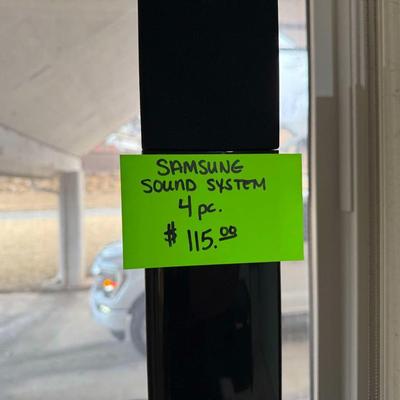 SAMSUNG
SOUND SYSTEM
4 pc.
$ 115.00